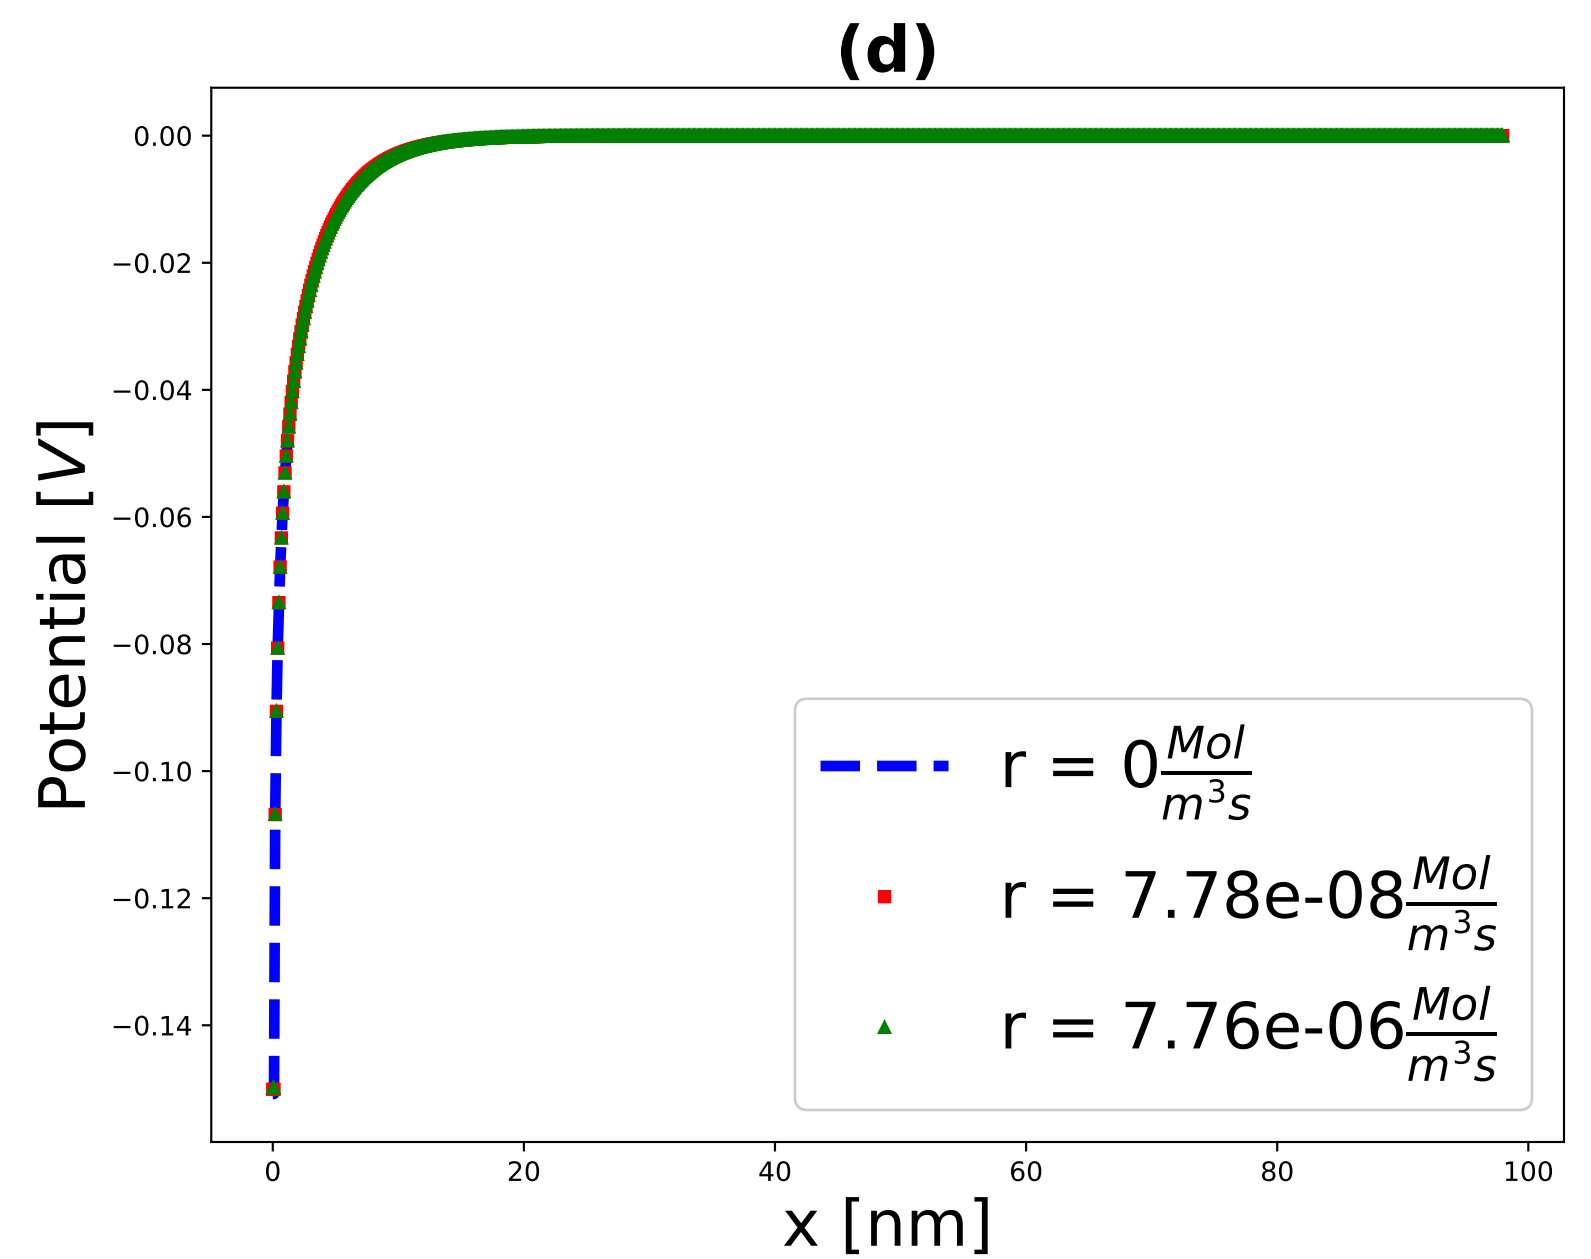 (d)
0.00
−0.02
−0.04
−0.06
−0.08
−0.10
−0.12
−0.14
Potential [V]
r = 0 Mol/m³s
r = 7.78e-08 Mol/m³s
r = 7.76e-06 Mol/m³s
0 20 40 60 80 100
x [nm]